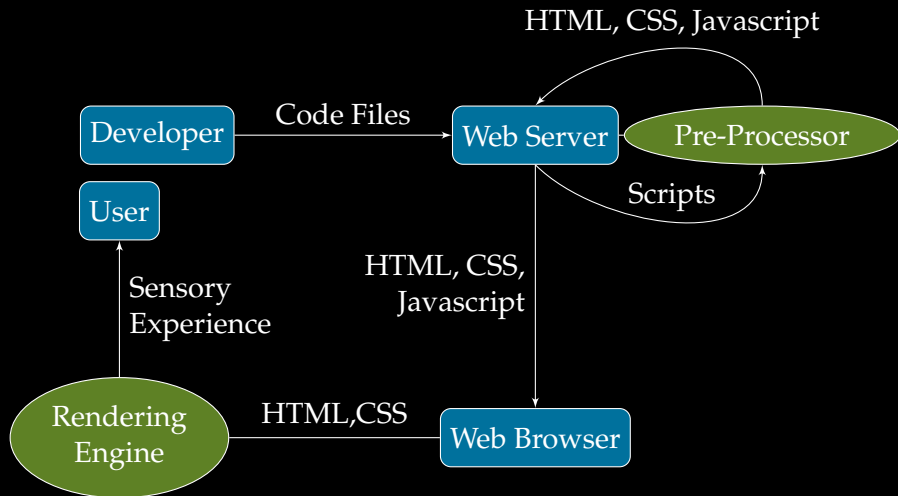 HTML, CSS, Javascript
Developer
Code Files
Web Server
Pre-Processor
User
Scripts
HTML, CSS,
Javascript
Sensory
Experience
Rendering
Engine
HTML,CSS
Web Browser